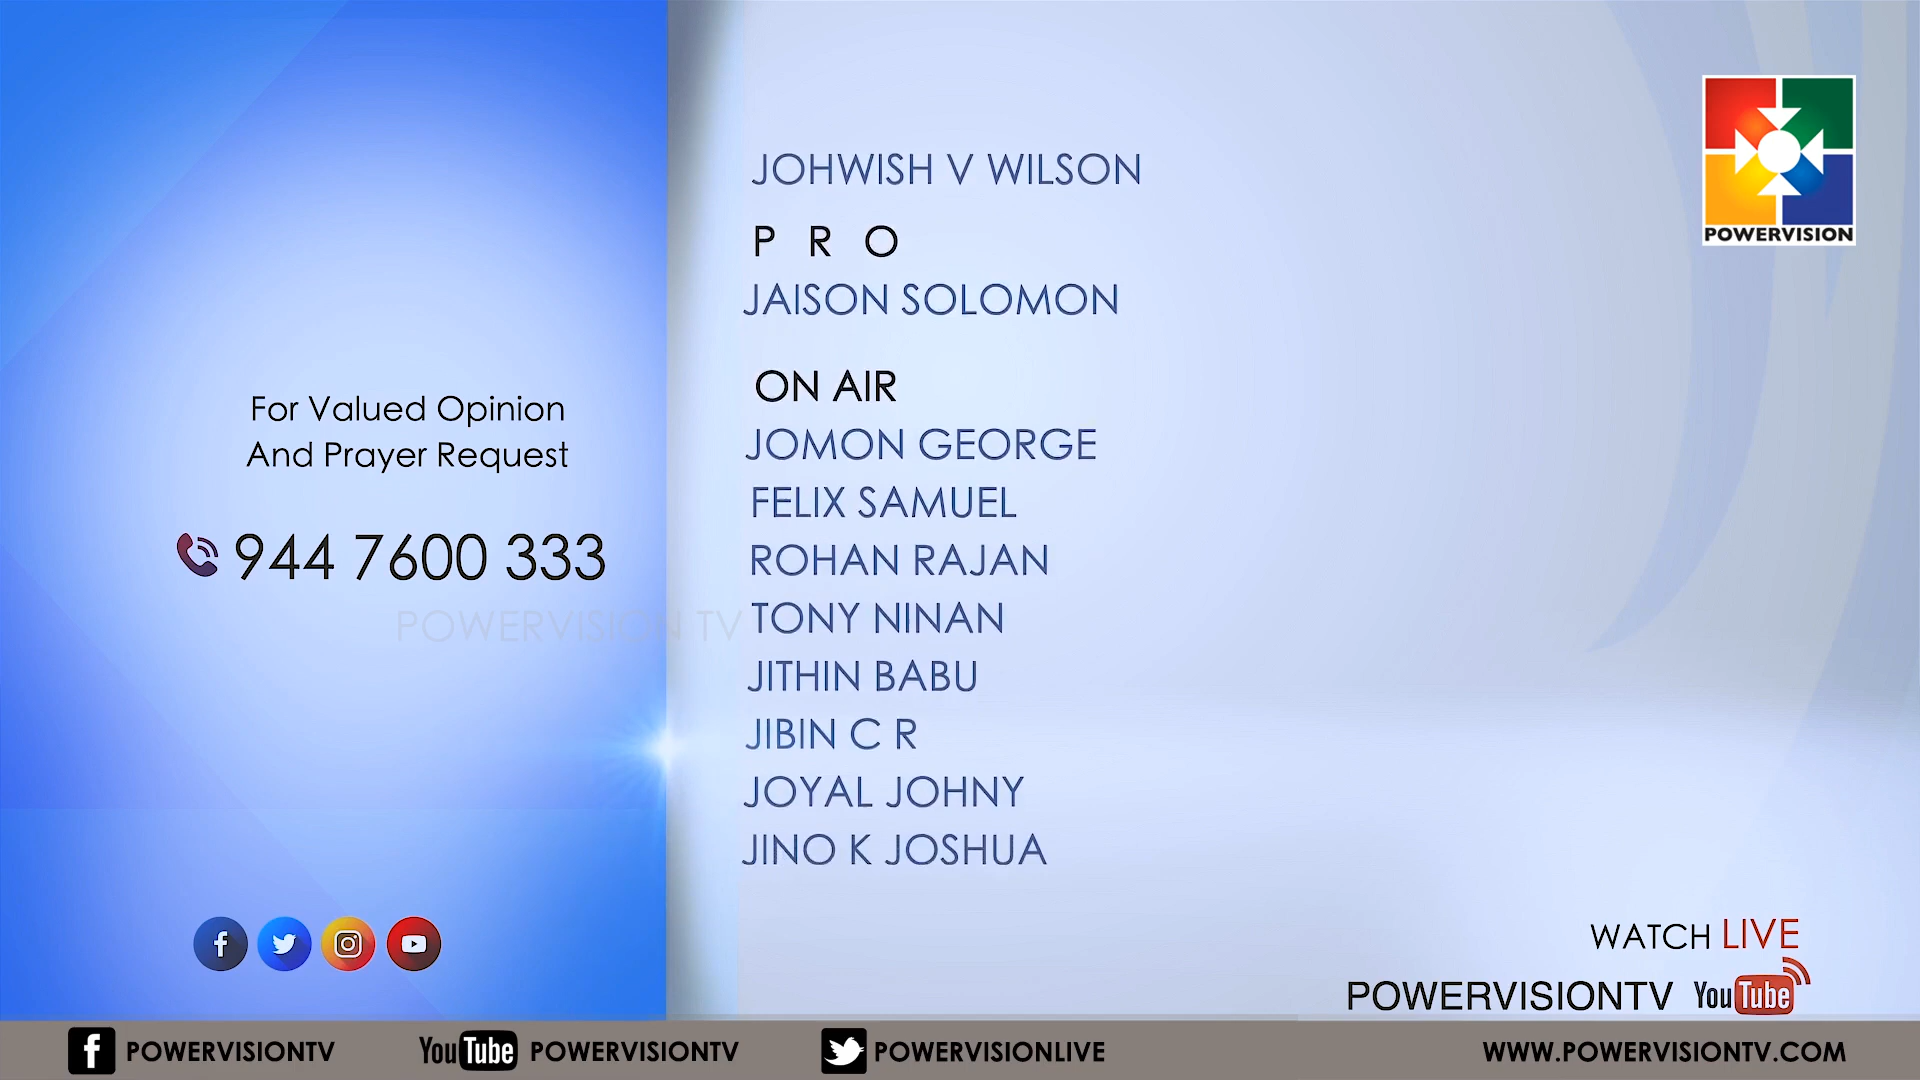 For Valued Opinion
And Prayer Request
944 7600 333
POWERVISION TV
JOHWISH V WILSON
P R O
JAISON SOLOMON
ON AIR
JOMON GEORGE
FELIX SAMUEL
ROHAN RAJAN
TONY NINAN
JITHIN BABU
JIBIN C R
JOYAL JOHNY
JINO K JOSHUA
POWERVISION
WATCH LIVE
POWERVISIONTV YouTube
POWERVISIONTV YouTube POWERVISIONTV POWERVISIONLIVE WWW.POWERVISIONTV.COM